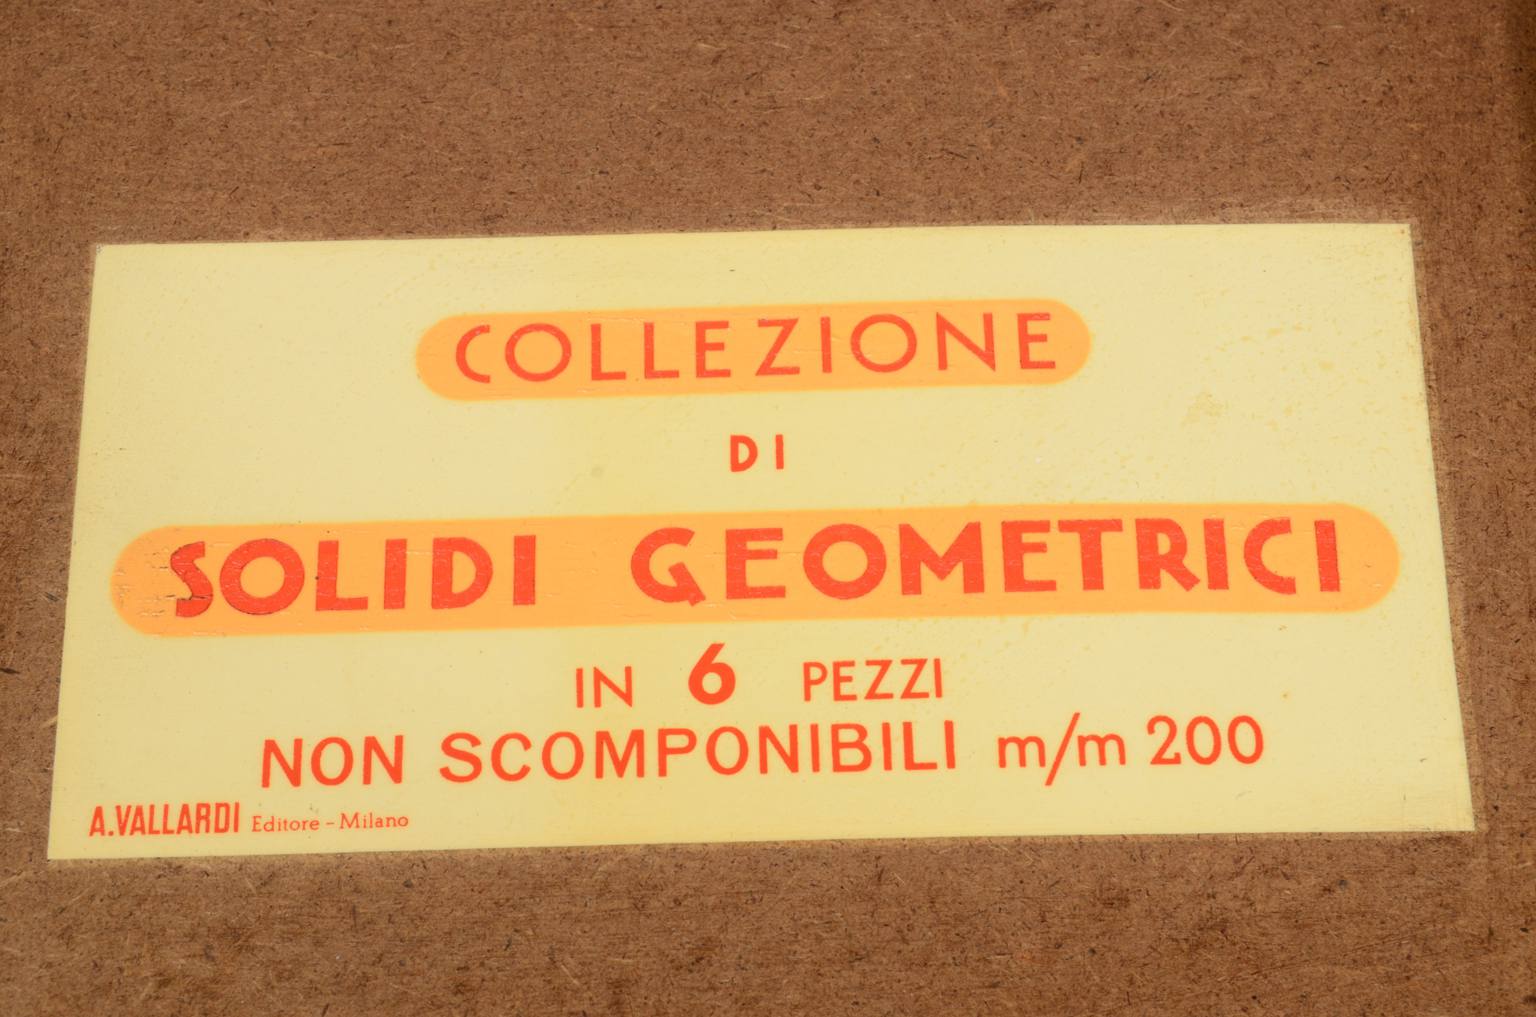 COLLEZIONE
DI
SOLIDI GEOMETRICI
IN 6 PEZZI
NON SCOMPONIBILI m/m 200
A.VALLARDI Editore - Milano